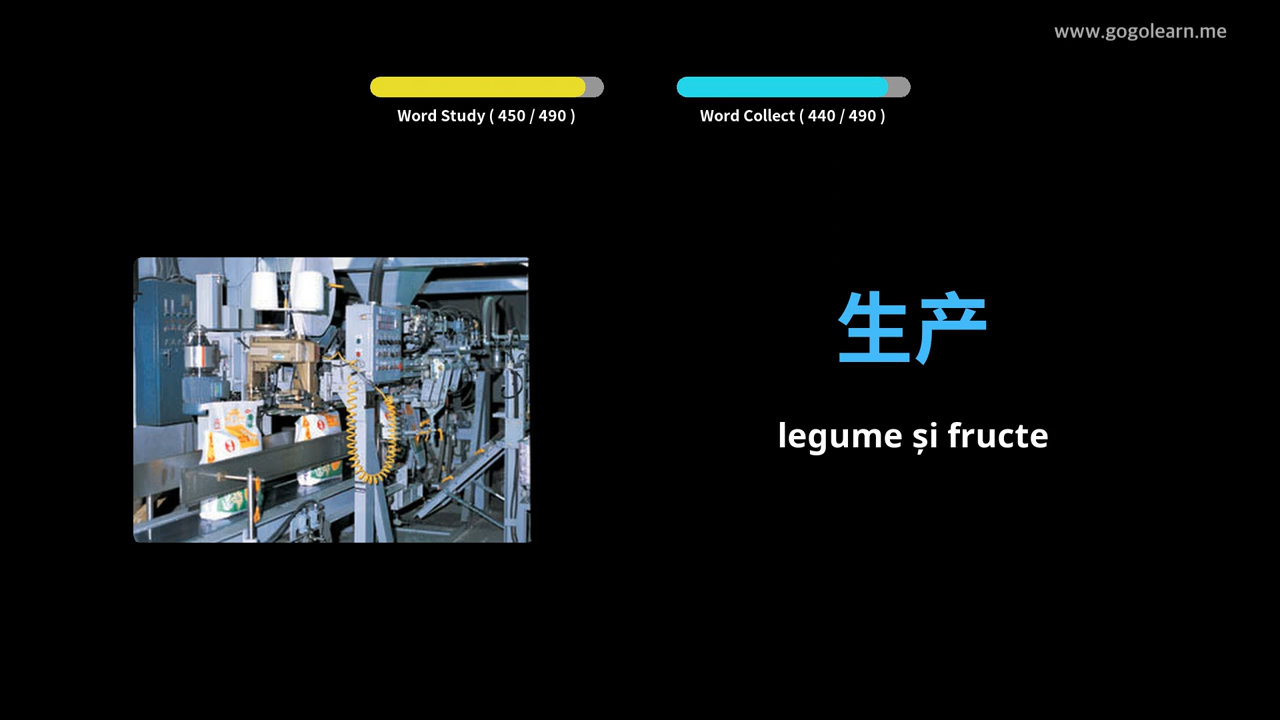 www.gogolearn.me
Word Study ( 450 / 490 )
Word Collect ( 440 / 490 )
生产
legume și fructe